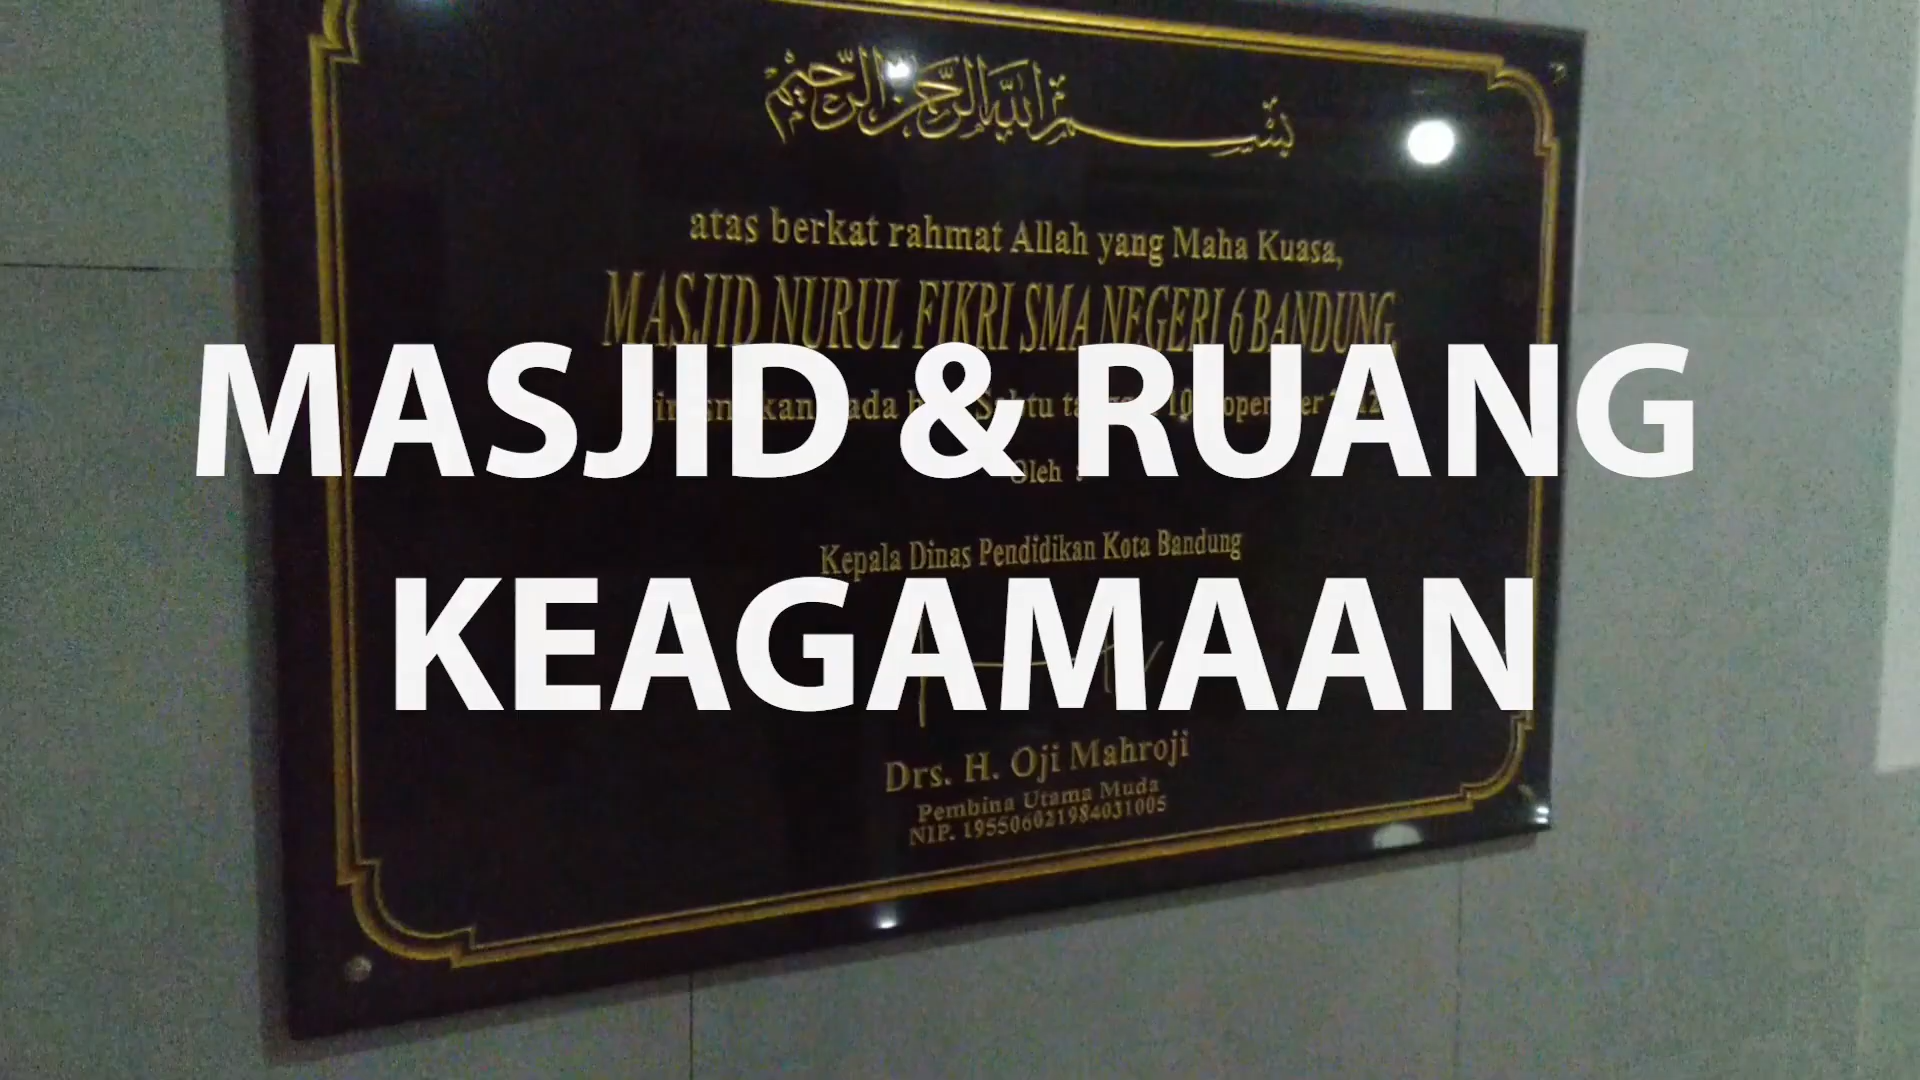 بسم الله الرحمن الرحيم
atas berkat rahmat Allah yang Maha Kuasa,
MASJID NURUL FIKRI SMA NEGERI 6 BANDUNG
MASJID & RUANG
Sabtu
Oleh :
Kepala Dinas Pendidikan Kota Bandung
KEAGAMAAN
Drs. H. Oji Mahroji
Pembina Utama Muda
NIP. 195506021984031005